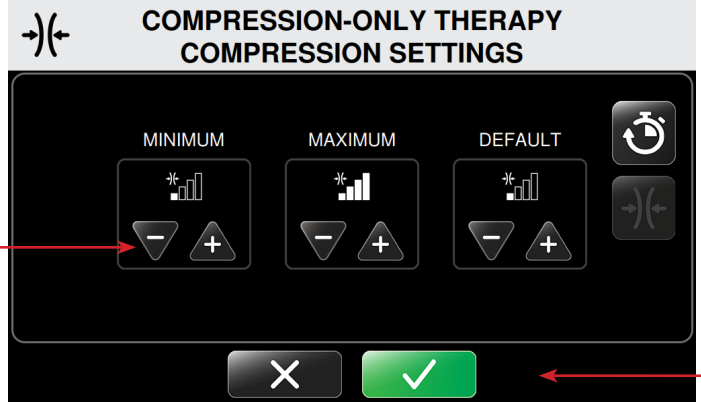 COMPRESSION-ONLY THERAPY
COMPRESSION SETTINGS
MINIMUM MAXIMUM DEFAULT